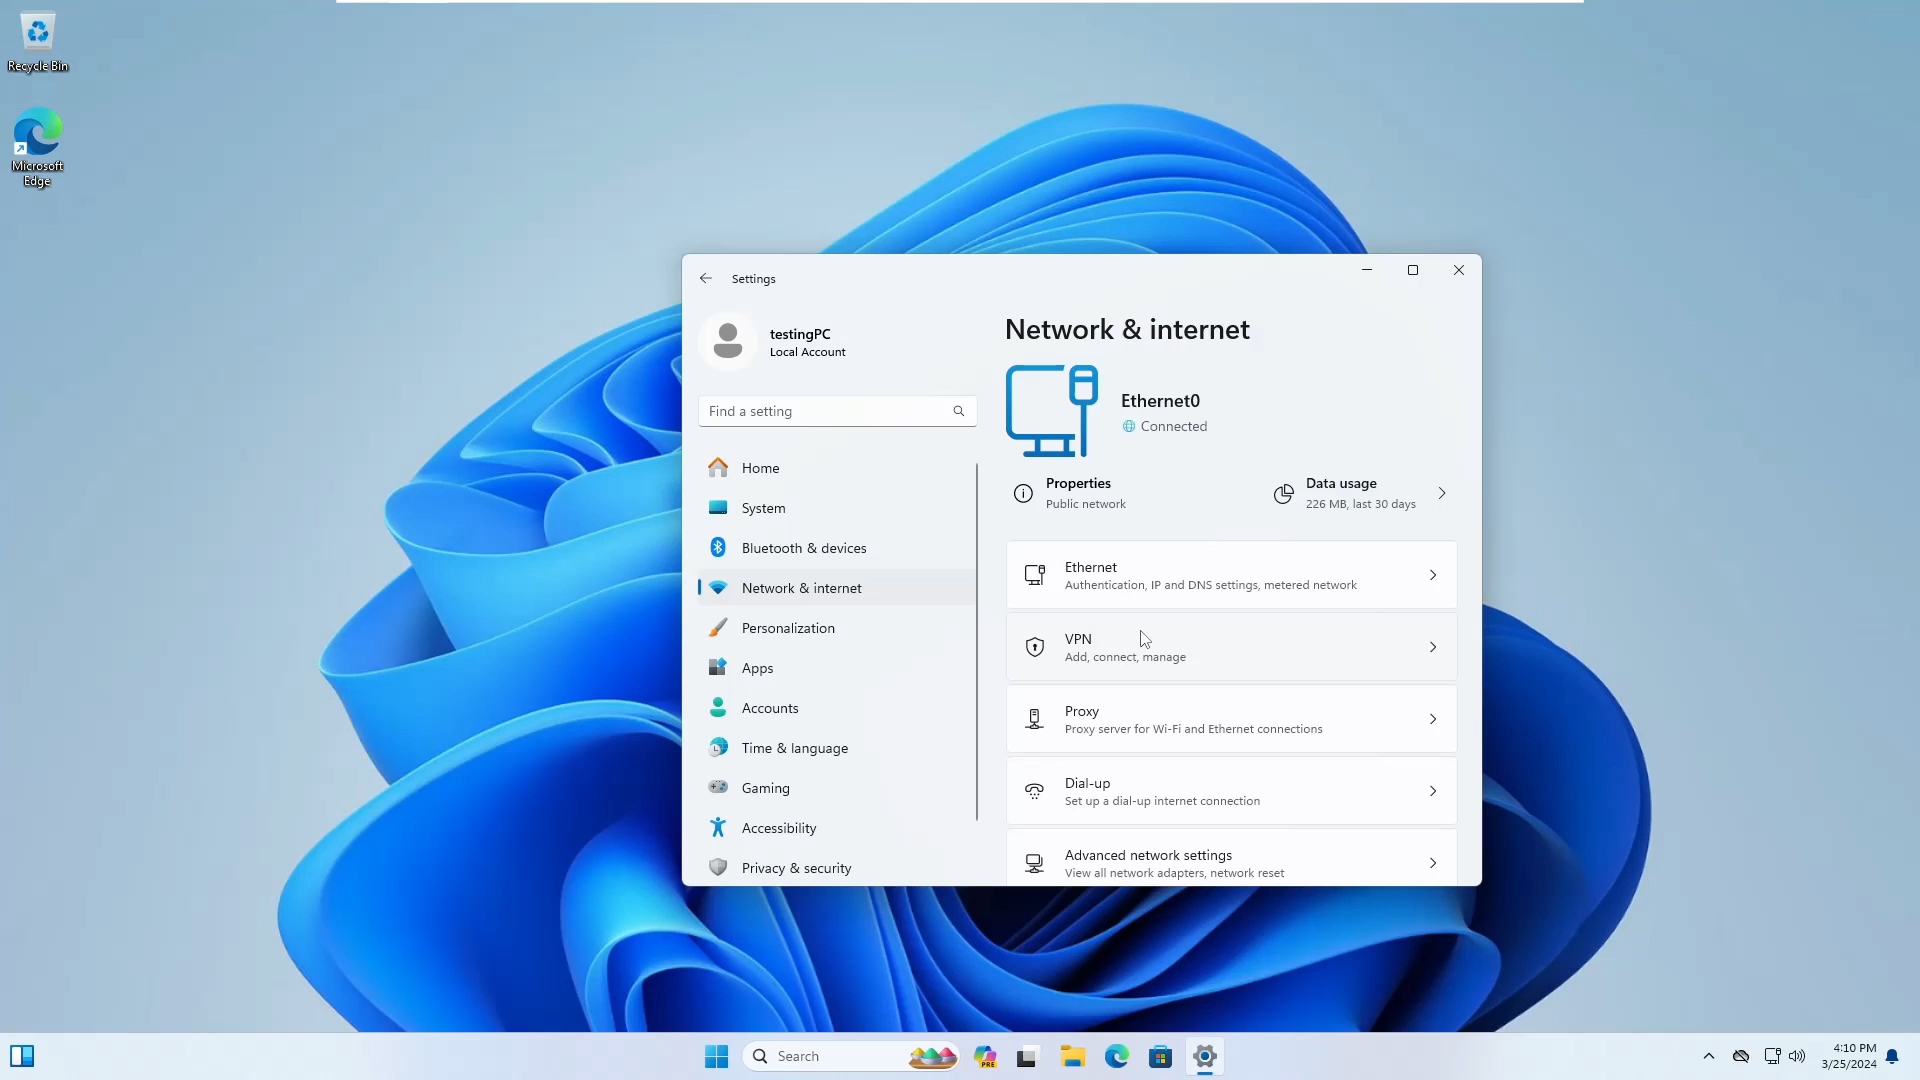 Recycle Bin
Microsoft
Edge
Settings
testingPC
Local Account
Find a setting
Home
System
Bluetooth & devices
Network & internet
Personalization
Apps
Accounts
Time & language
Gaming
Accessibility
Privacy & security
Network & internet
Ethernet0
Connected
Properties
Public network
Data usage
226 MB, last 30 days
Ethernet
Authentication, IP and DNS settings, metered network
VPN
Add, connect, manage
Proxy
Proxy server for Wi-Fi and Ethernet connections
Dial-up
Set up a dial-up internet connection
Advanced network settings
View all network adapters, network reset
Search
PRE
4:10 PM
3/25/2024